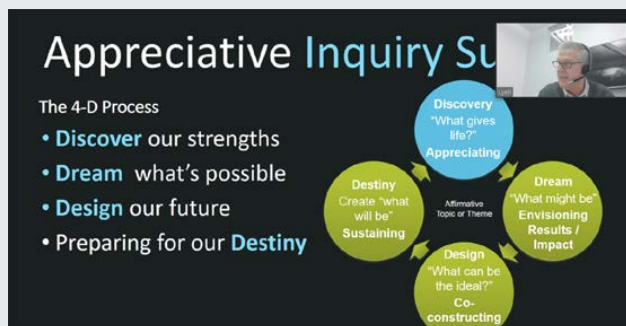 Appreciative Inquiry Su
The 4-D Process
• Discover our strengths
• Dream what's possible
• Design our future
• Preparing for our Destiny
Discovery
"What gives
life?"
Appreciating
Destiny
Create "what
will be"
Sustaining
Affirmative
Topic or Theme
Dream
"What might be"
Envisioning
Results /
Impact
Design
"What can be
the ideal?"
Co-
constructing